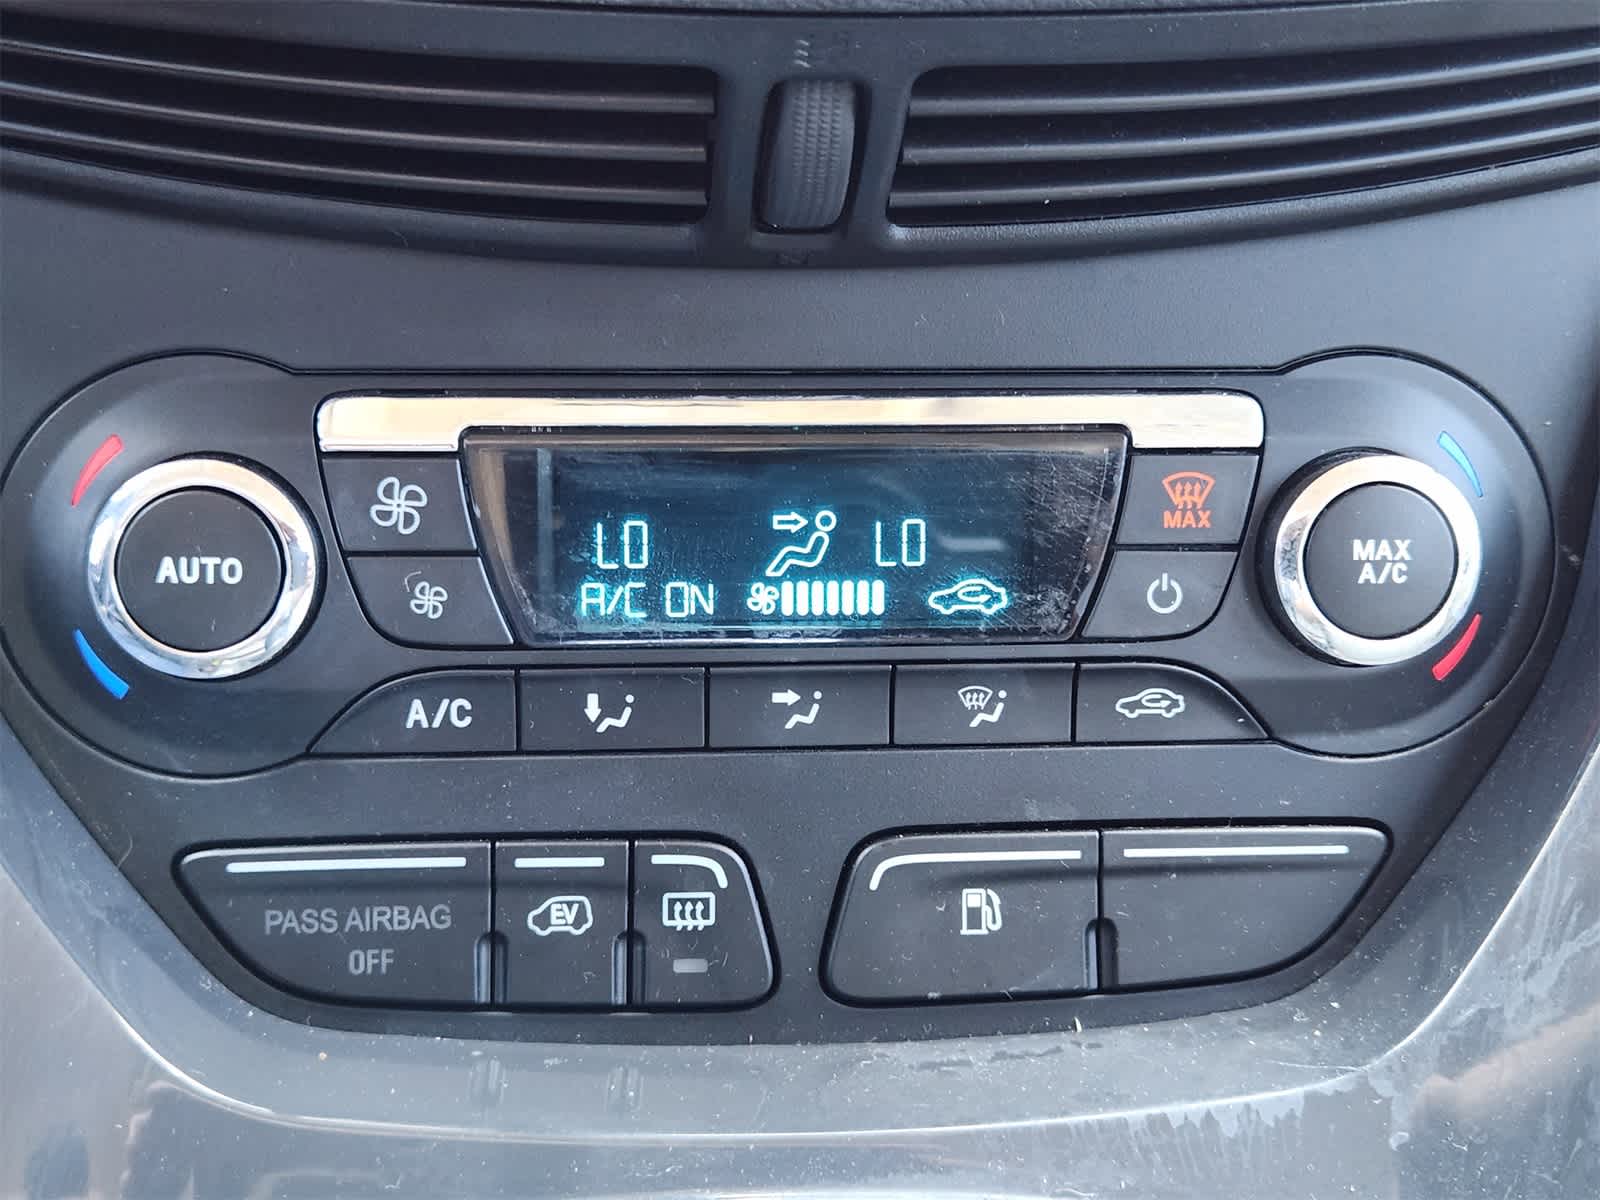 MAX
AUTO
LO
LO
MAX
A/C
A/C ON
A/C
PASS AIRBAG
OFF
EV